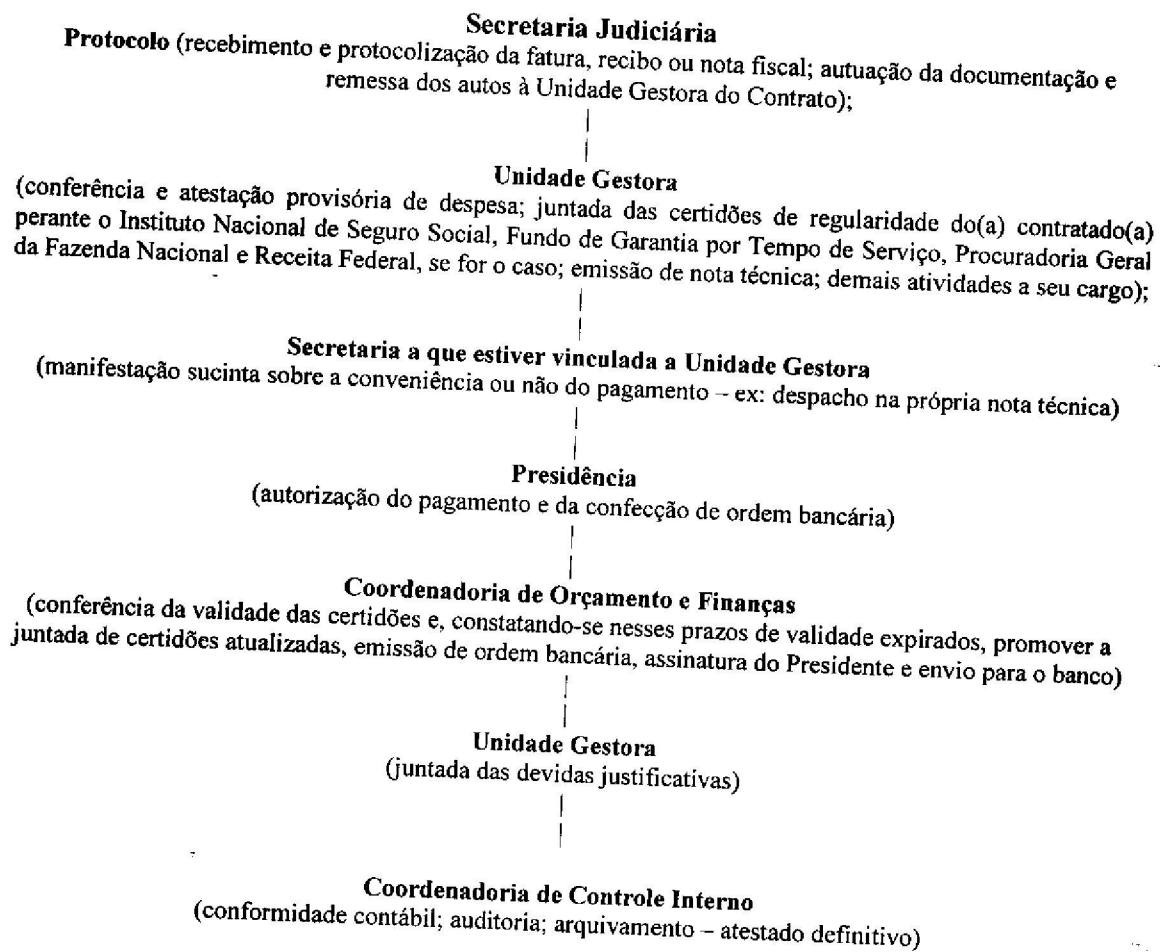 Secretaria Judiciária
Protocolo (recebimento e protocolização da fatura, recibo ou nota fiscal; autuação da documentação e
remessa dos autos à Unidade Gestora do Contrato);
Unidade Gestora
(conferência e atestação provisória de despesa; juntada das certidões de regularidade do(a) contratado(a)
perante o Instituto Nacional de Seguro Social, Fundo de Garantia por Tempo de Serviço, Procuradoria Geral
da Fazenda Nacional e Receita Federal, se for o caso; emissão de nota técnica; demais atividades a seu cargo);
Secretaria a que estiver vinculada a Unidade Gestora
(manifestação sucinta sobre a conveniência ou não do pagamento – ex: despacho na própria nota técnica)
Presidência
(autorização do pagamento e da confecção de ordem bancária)
Coordenadoria de Orçamento e Finanças
(conferência da validade das certidões e, constatando-se nesses prazos de validade expirados, promover a
juntada de certidões atualizadas, emissão de ordem bancária, assinatura do Presidente e envio para o banco)
Unidade Gestora
(juntada das devidas justificativas)
Coordenadoria de Controle Interno
(conformidade contábil; auditoria; arquivamento – atestado definitivo)